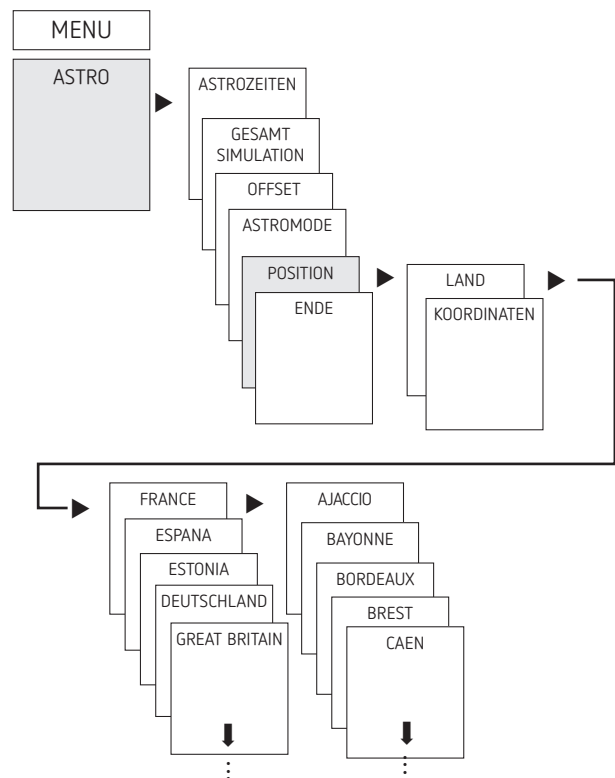 MENU
ASTRO
ASTROZEITEN
GESAMT
SIMULATION
OFFSET
ASTROMODE
POSITION
ENDE
LAND
KOORDINATEN
FRANCE
ESPANA
ESTONIA
DEUTSCHLAND
GREAT BRITAIN
AJACCIO
BAYONNE
BORDEAUX
BREST
CAEN